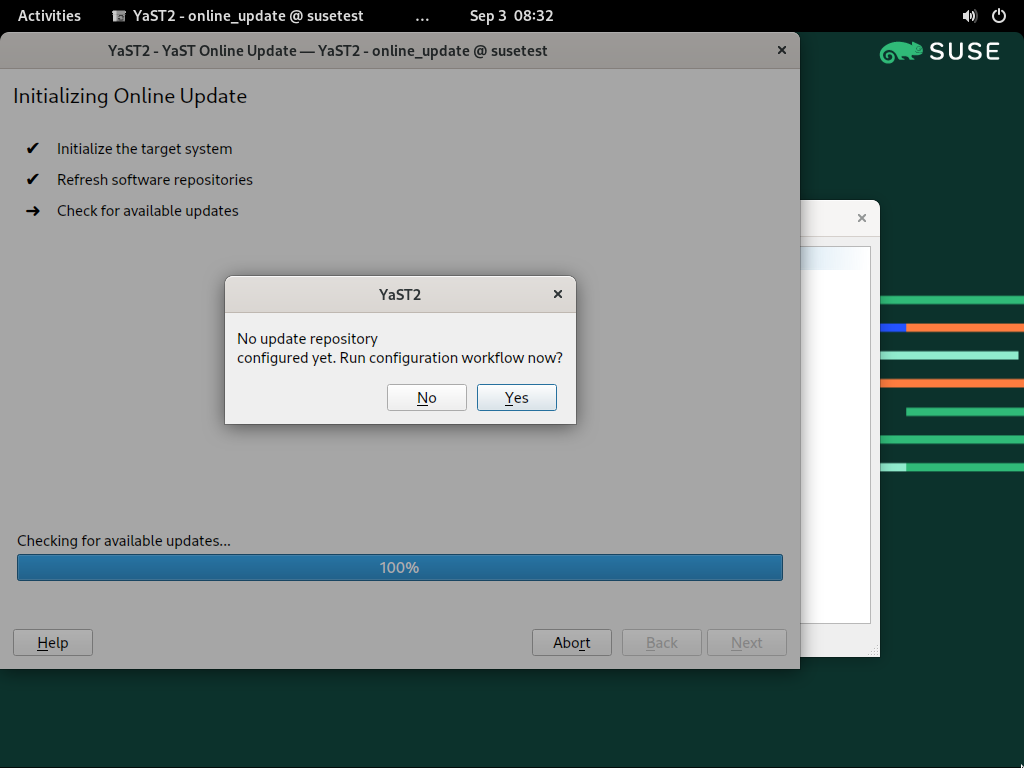 Activities
YaST2 - online_update @ susetest
...
Sep 3 08:32
YaST2 - YaST Online Update — YaST2 - online_update @ susetest
SUSE
Initializing Online Update
Initialize the target system
Refresh software repositories
Check for available updates
YaST2
No update repository
configured yet. Run configuration workflow now?
No
Yes
Checking for available updates...
100%
Help
Abort
Back
Next